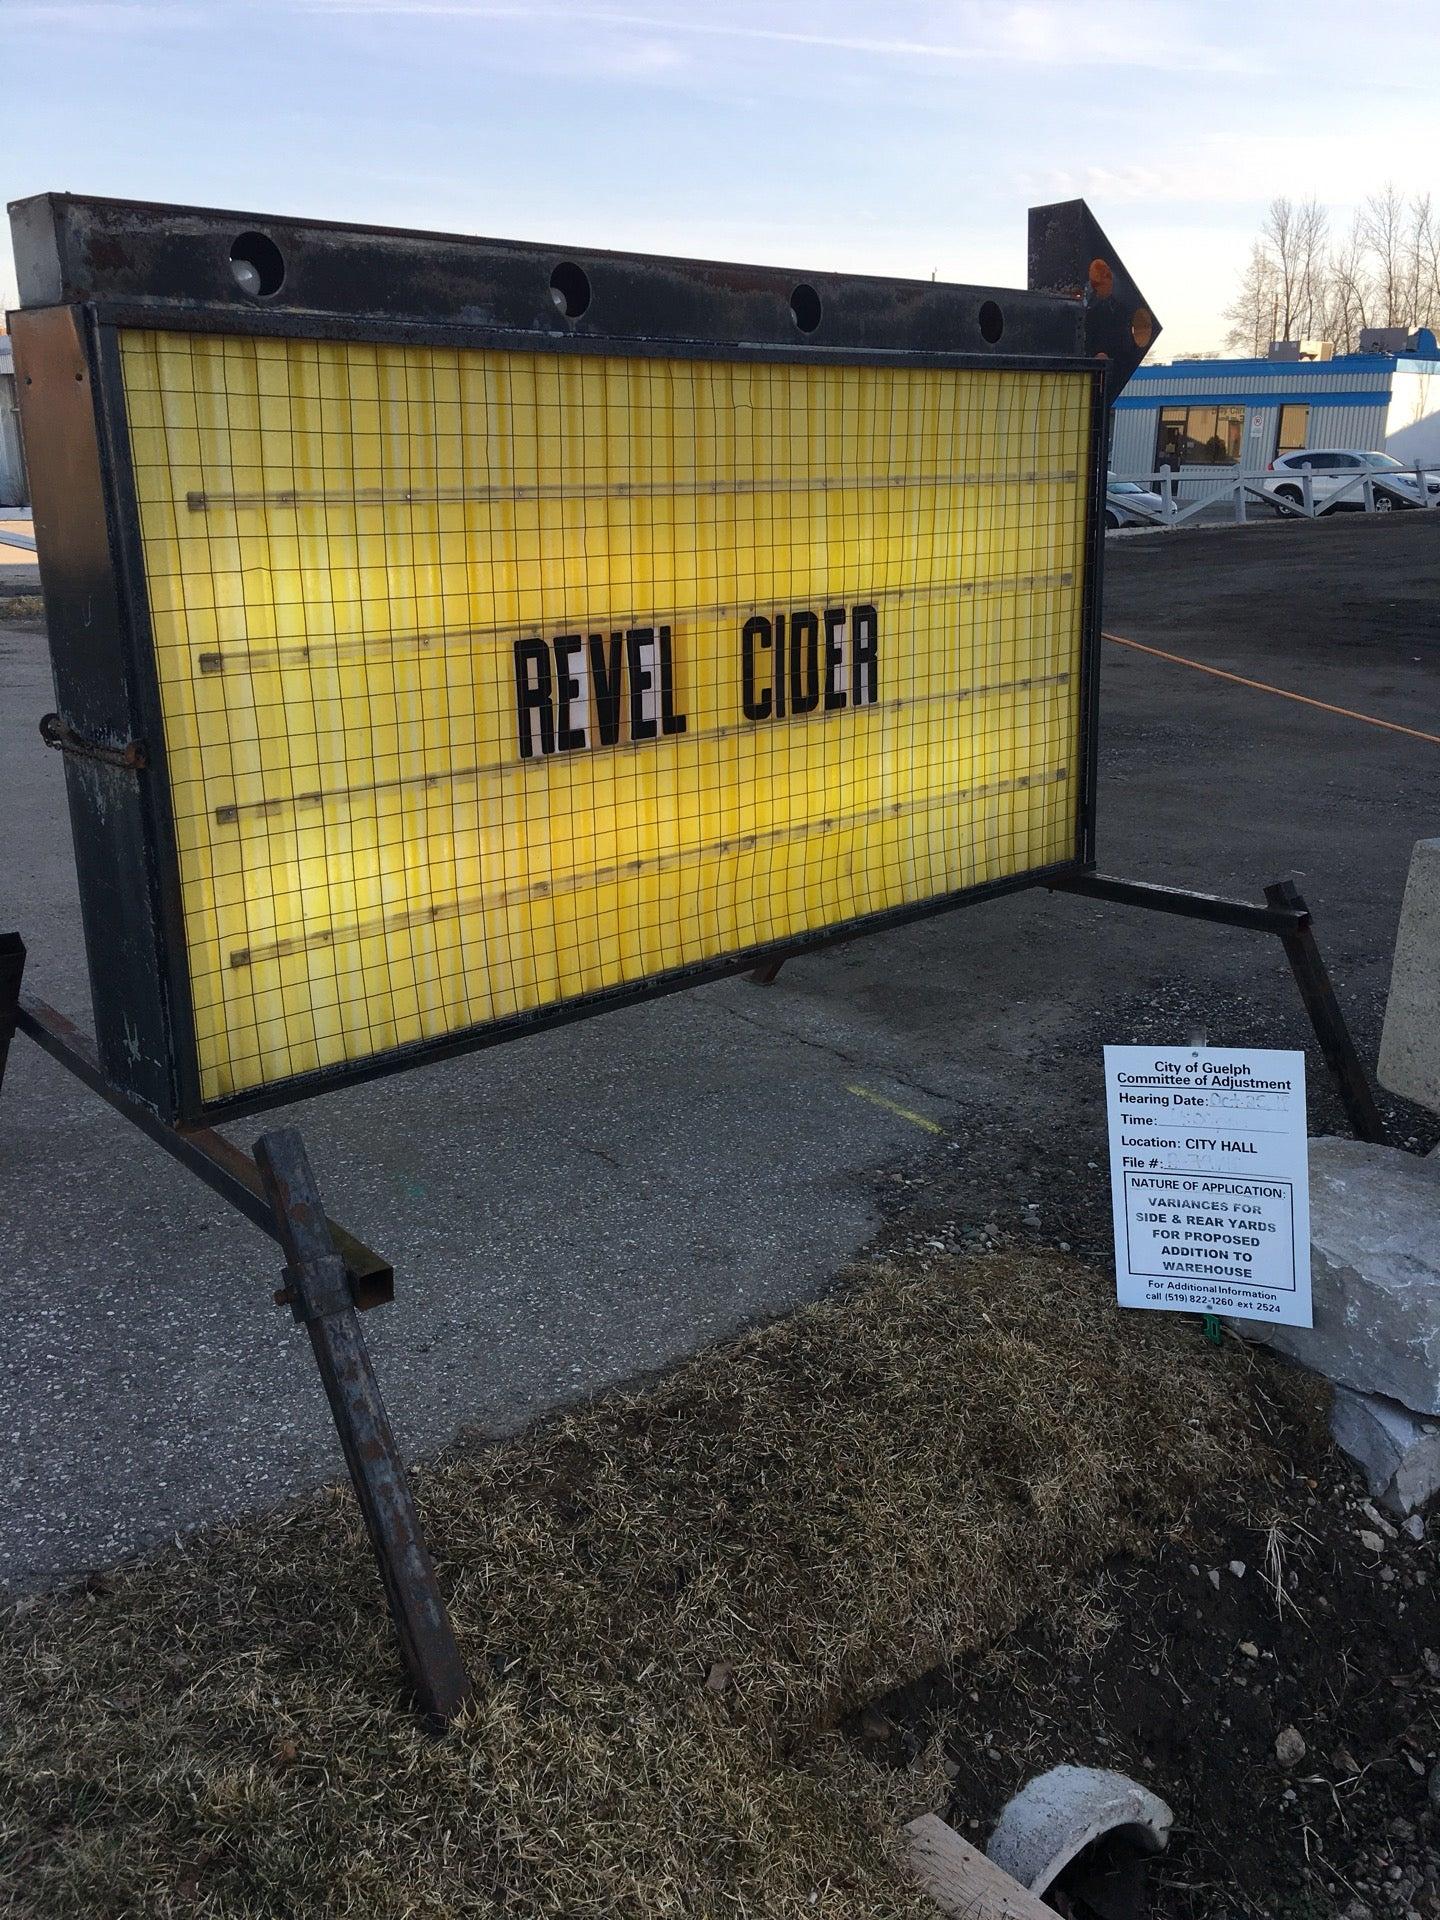 REVEL CIDER
City of Guelph
Committee of Adjustment
Hearing Date: Oct
Time:
Location: CITY HALL
File #:
NATURE OF APPLICATION:
VARIANCES FOR
SIDE & REAR YARDS
FOR PROPOSED
ADDITION TO
WAREHOUSE
For Additional Information
call (519) 822-1260 ext 2524